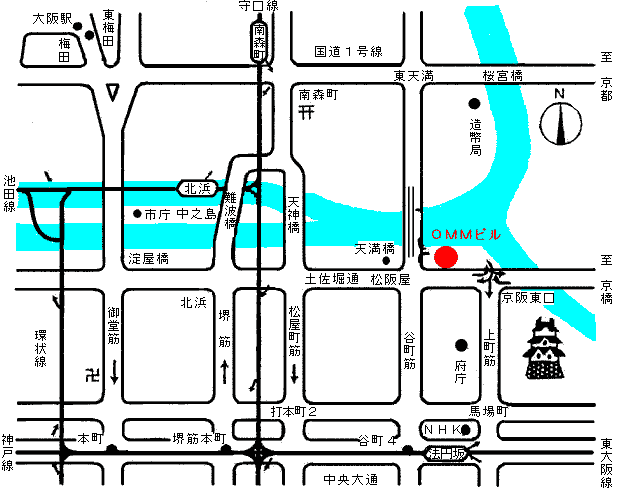 守口線
大阪駅
東梅田
梅田
南森町
国道1号線
至京都
東天満
桜宮橋
南森町
N
造幣局
池田線
北浜
難波橋
天神橋
市庁
中之島
OMMビル
天満橋
淀屋橋
土佐堀通
松阪屋
至京橋
京阪東口
北浜
御堂筋
堺筋
松屋町筋
谷町筋
上町筋
環状線
卍
府庁
打本町2
馬場町
NHK
神戸線
本町
堺筋本町
谷町4
法円坂
東大阪線
中央大通